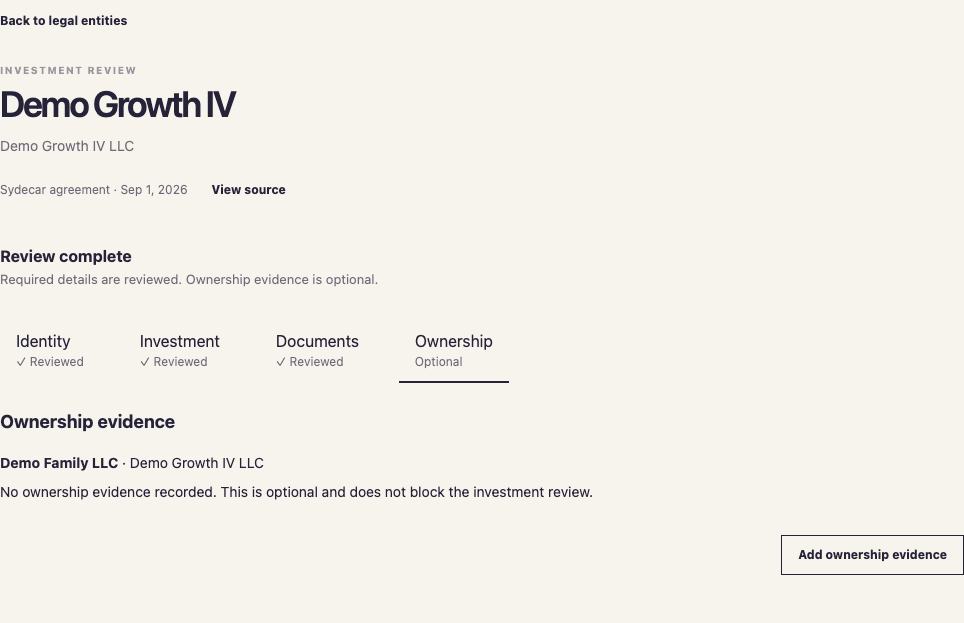 Back to legal entities
INVESTMENT REVIEW
Demo Growth IV
Demo Growth IV LLC
Sydecar agreement · Sep 1, 2026 View source
Review complete
Required details are reviewed. Ownership evidence is optional.
Identity Investment Documents Ownership
✓ Reviewed ✓ Reviewed ✓ Reviewed Optional
Ownership evidence
Demo Family LLC · Demo Growth IV LLC
No ownership evidence recorded. This is optional and does not block the investment review.
Add ownership evidence